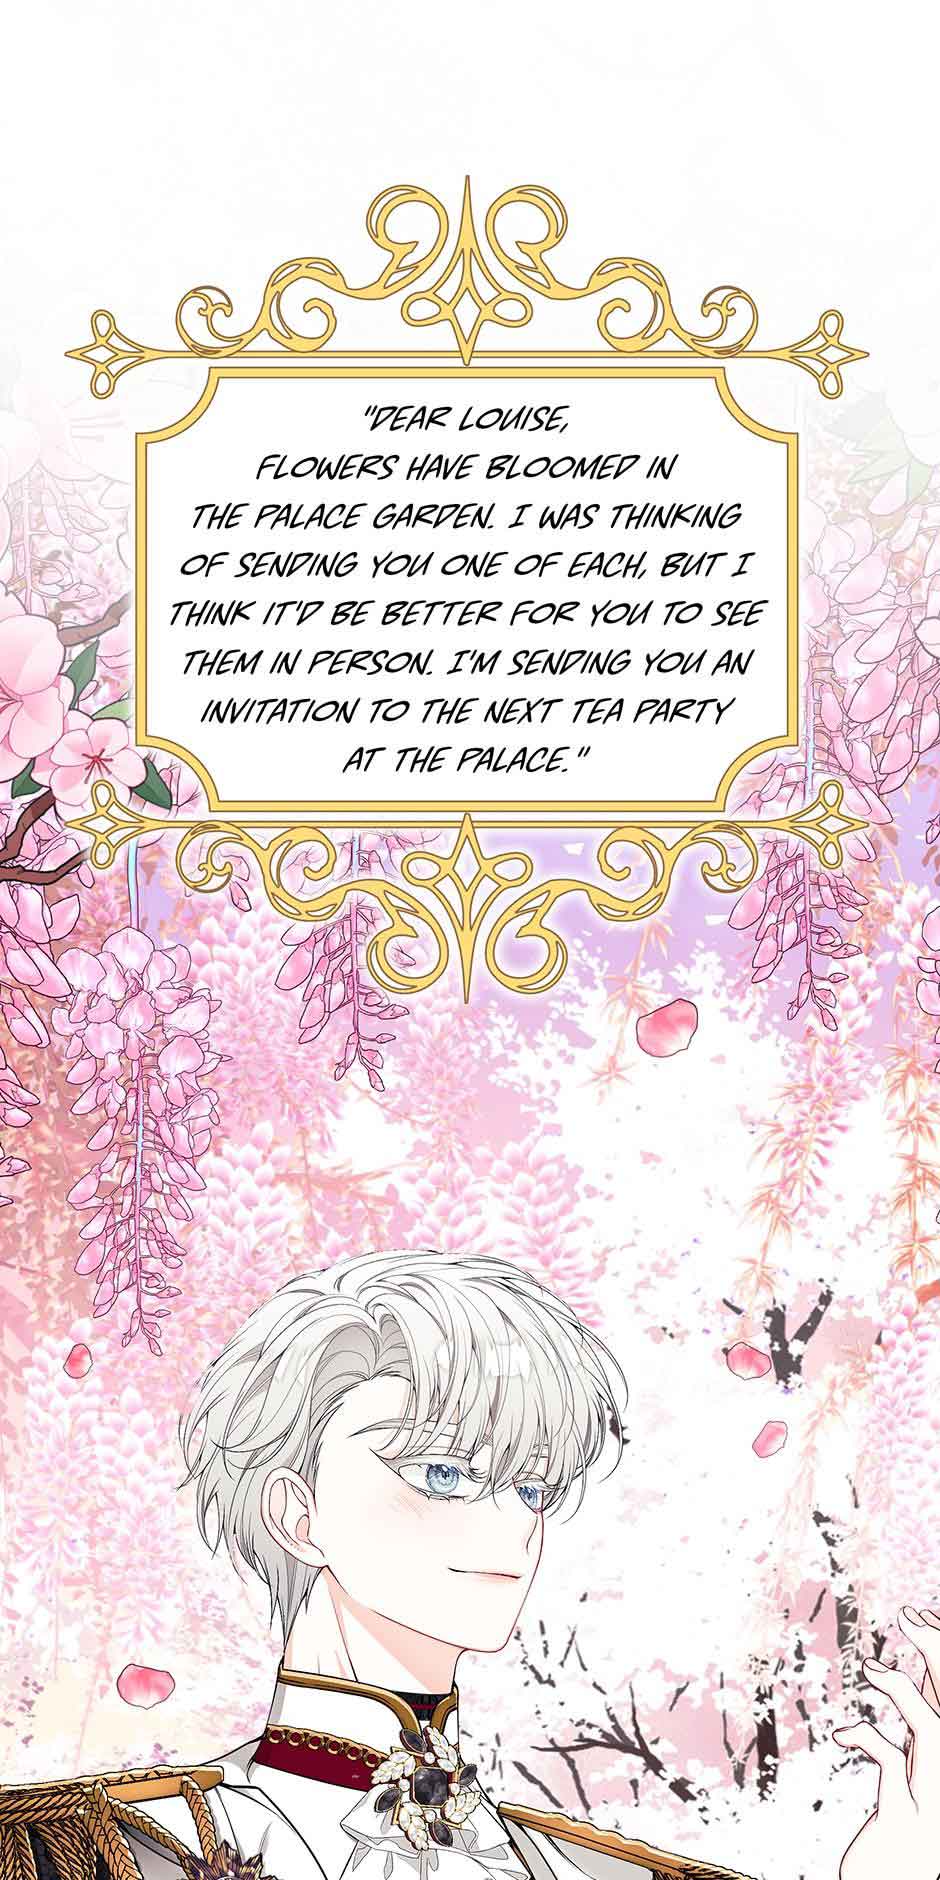 "DEAR LOUISE,
FLOWERS HAVE BLOOMED IN
THE PALACE GARDEN. I WAS THINKING
OF SENDING YOU ONE OF EACH, BUT I
THINK IT'D BE BETTER FOR YOU TO SEE
THEM IN PERSON. I'M SENDING YOU AN
INVITATION TO THE NEXT TEA PARTY
AT THE PALACE."